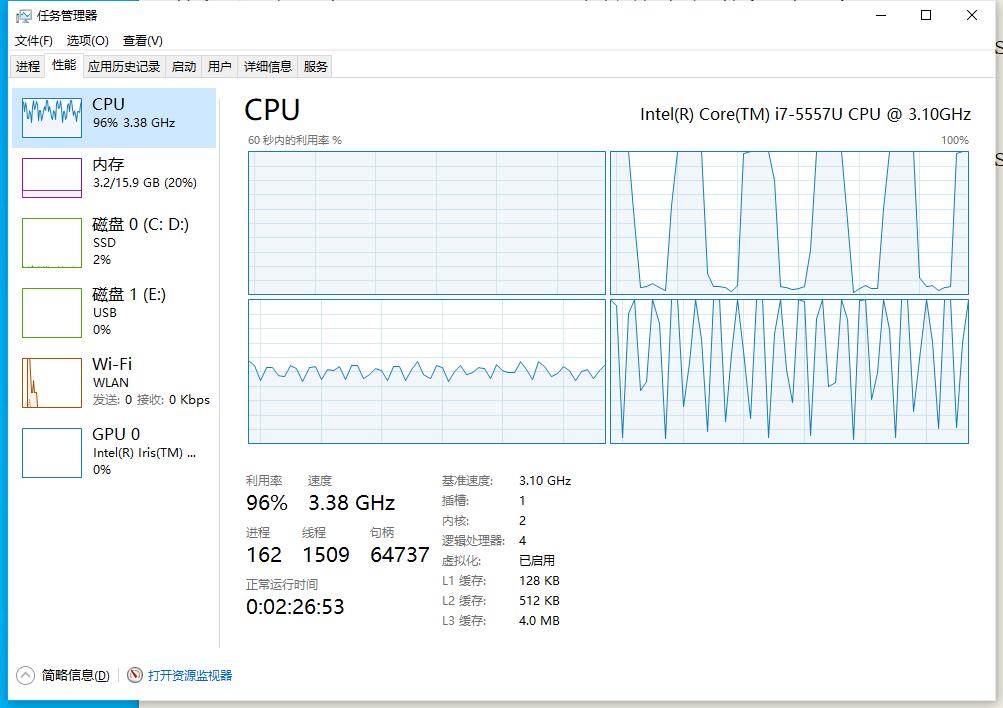 任务管理器
文件(F) 选项(O) 查看(V)
进程 性能 应用历史记录 启动 用户 详细信息 服务
CPU
96% 3.38 GHz
内存
3.2/15.9 GB (20%)
磁盘 0 (C: D:)
SSD
2%
磁盘 1 (E:)
USB
0%
Wi-Fi
WLAN
发送: 0 接收: 0 Kbps
GPU 0
Intel(R) Iris(TM) ...
0%
CPU
Intel(R) Core(TM) i7-5557U CPU @ 3.10GHz
60 秒内的利用率 %
100%
利用率 速度
96% 3.38 GHz
进程 线程 句柄
162 1509 64737
正常运行时间
0:02:26:53
基准速度: 3.10 GHz
插槽: 1
内核: 2
逻辑处理器: 4
虚拟化: 已启用
L1 缓存: 128 KB
L2 缓存: 512 KB
L3 缓存: 4.0 MB
简略信息(D)
打开资源监视器